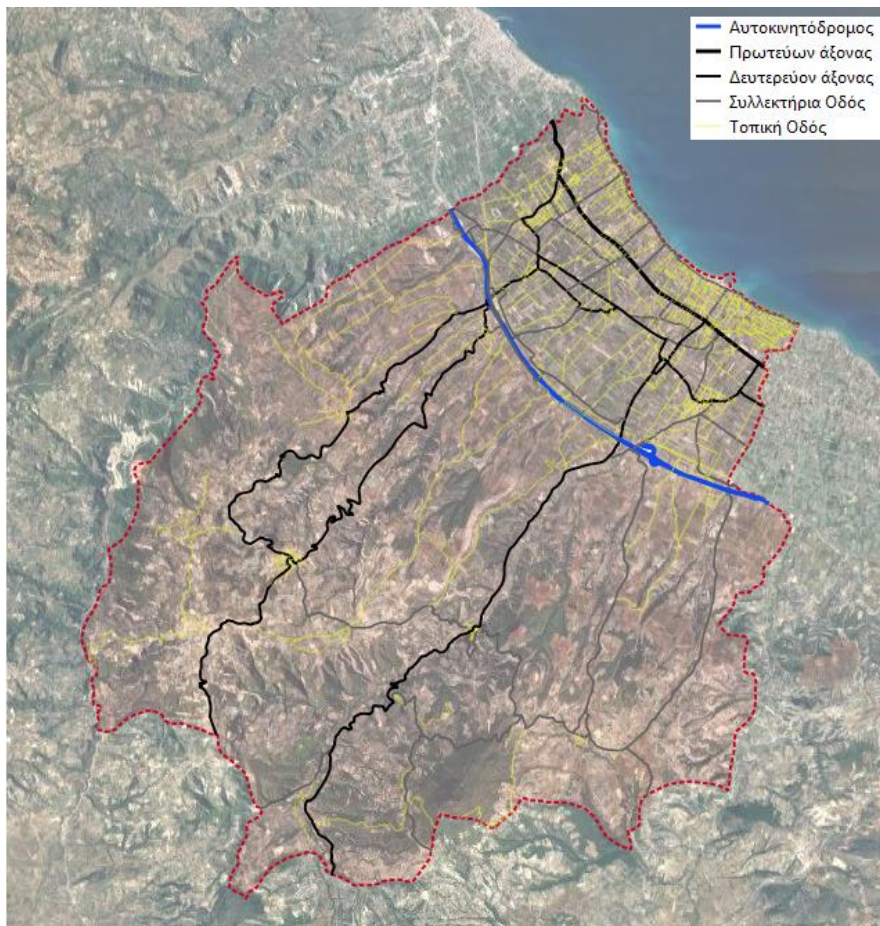 Αυτοκινητόδρομος
Πρωτεύων άξονας
Δευτερεύον άξονας
Συλλεκτήρια Οδός
Τοπική Οδός